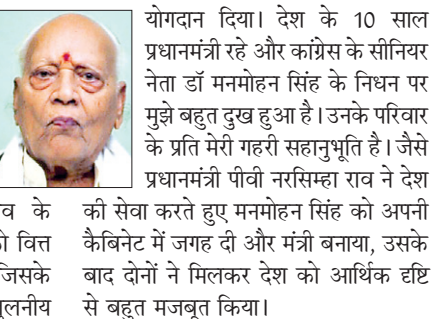 योगदान दिया। देश के 10 साल
प्रधानमंत्री रहे और कांग्रेस के सीनियर
नेता डॉ मनमोहन सिंह के निधन पर
मुझे बहुत दुख हुआ है। उनके परिवार
के प्रति मेरी गहरी सहानुभूति है। जैसे
प्रधानमंत्री पीवी नरसिम्हा राव ने देश
के की सेवा करते हुए मनमोहन सिंह को अपनी
वित्त कैबिनेट में जगह दी और मंत्री बनाया, उसके
जिसके बाद दोनों ने मिलकर देश को आर्थिक दृष्टि
से बहुत मजबूत किया।